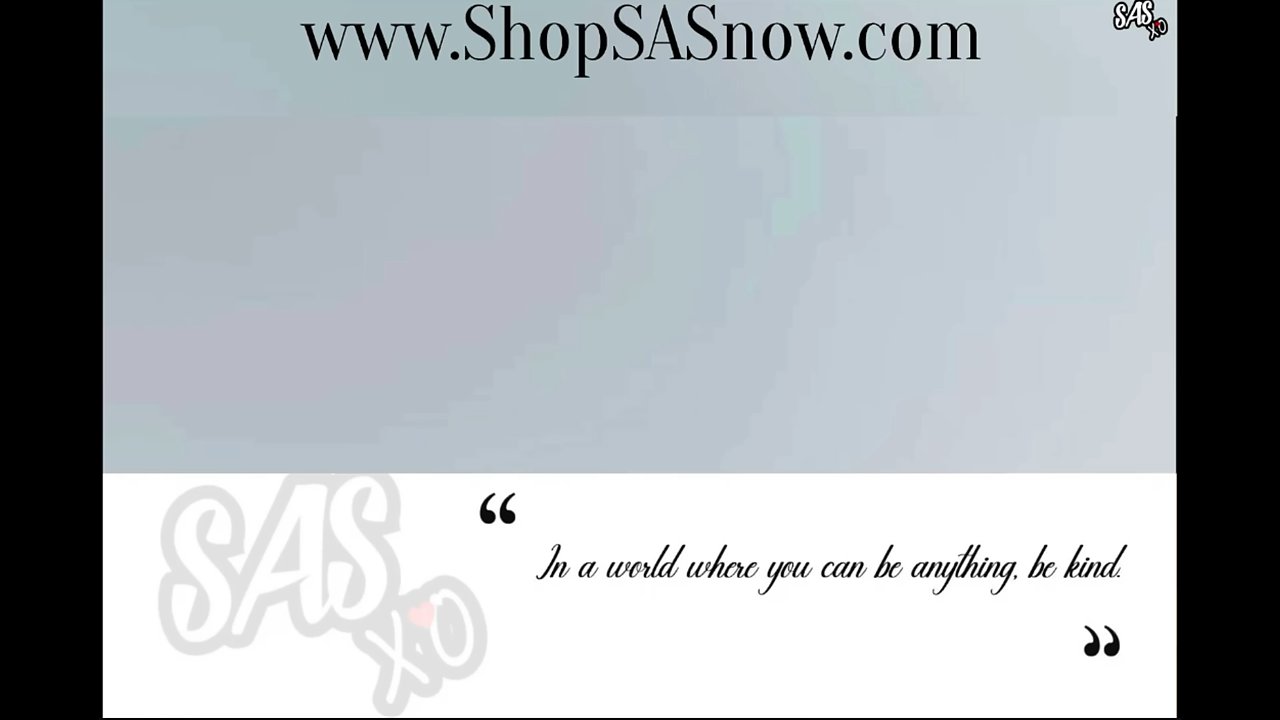 www.ShopSASnow.com
SAS
XO
“
In a world where you can be anything, be kind.
”
SAS
XO